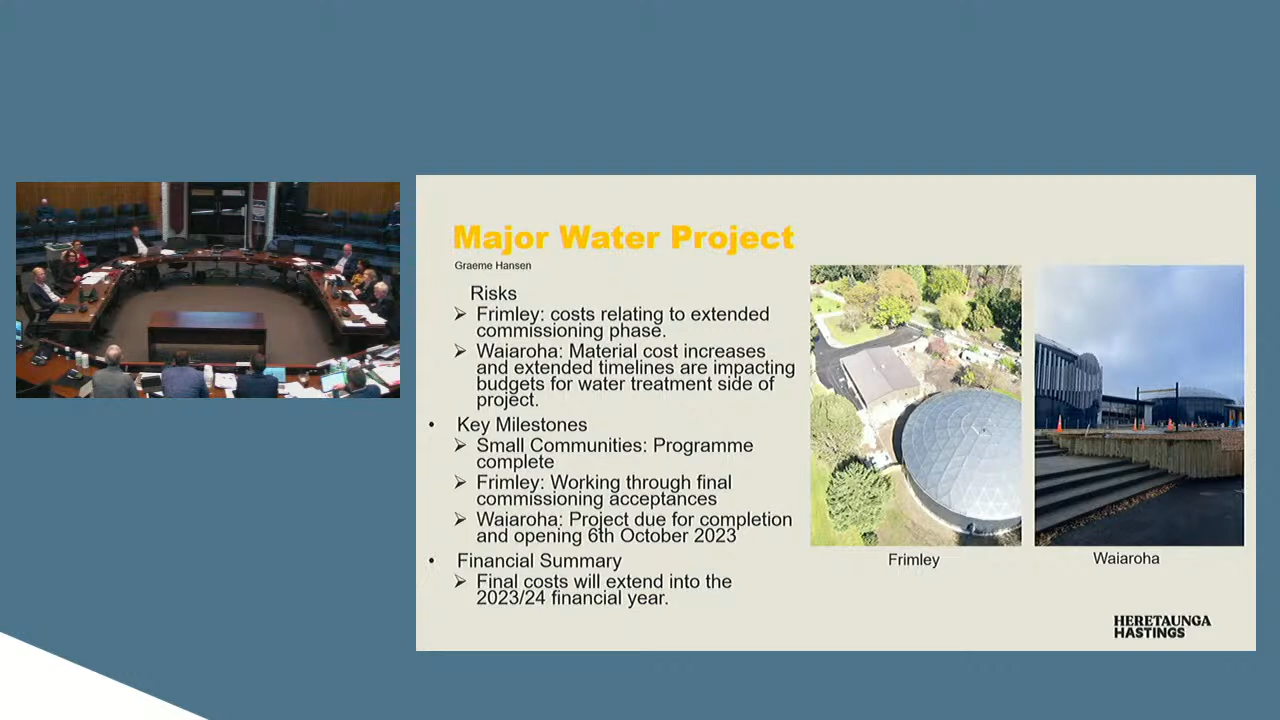 Major Water Project
Graeme Hansen
Risks
➢ Frimley: costs relating to extended
commissioning phase.
➢ Waiaroha: Material cost increases
and extended timelines are impacting
budgets for water treatment side of
project.
• Key Milestones
➢ Small Communities: Programme
complete
➢ Frimley: Working through final
commissioning acceptances
➢ Waiaroha: Project due for completion
and opening 6th October 2023
• Financial Summary
➢ Final costs will extend into the
2023/24 financial year.
Frimley
Waiaroha
HERETAUNGA
HASTINGS